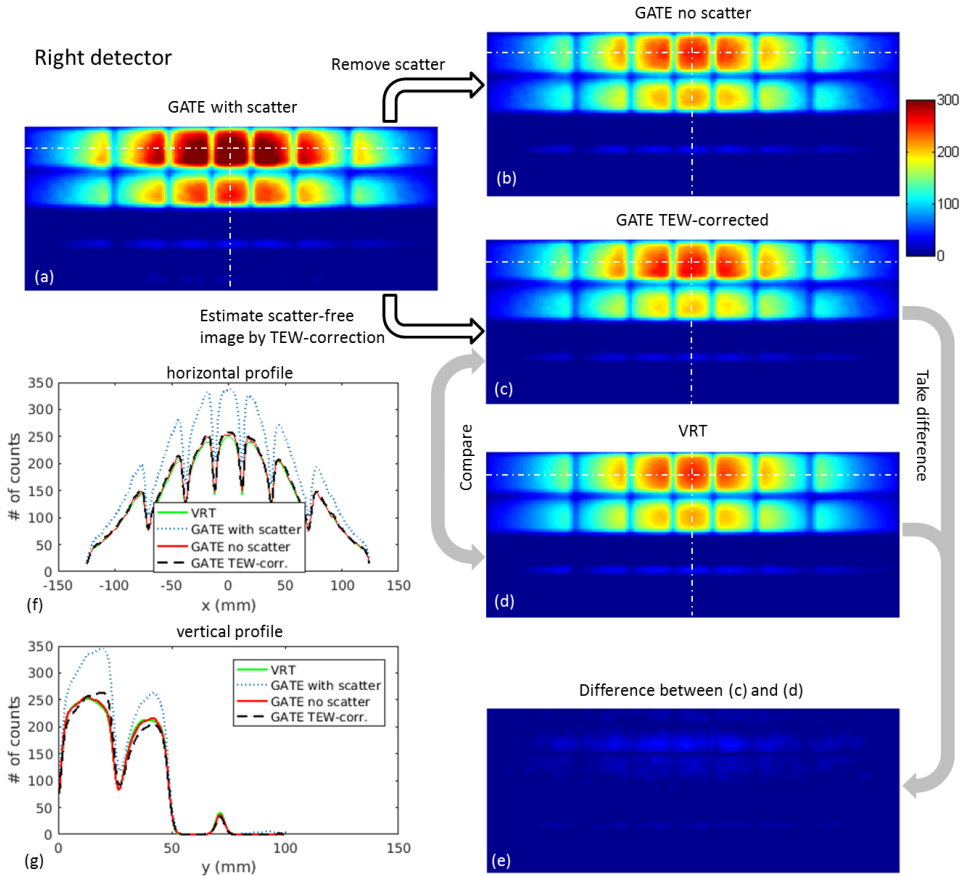 GATE no scatter
Right detector
Remove scatter
GATE with scatter
(a)
(b)
300
200
100
0
GATE TEW-corrected
Estimate scatter-free
image by TEW-correction
(c)
Compare
Take difference
VRT
(d)
horizontal profile
350
300
250
200
150
100
50
0
# of counts
VRT
GATE with scatter
GATE no scatter
GATE TEW-corr.
-150 -100 -50 0 50 100 150
x (mm)
(f)
vertical profile
350
300
250
200
150
100
50
0
# of counts
VRT
GATE with scatter
GATE no scatter
GATE TEW-corr.
0 50 100 150
y (mm)
(g)
Difference between (c) and (d)
(e)